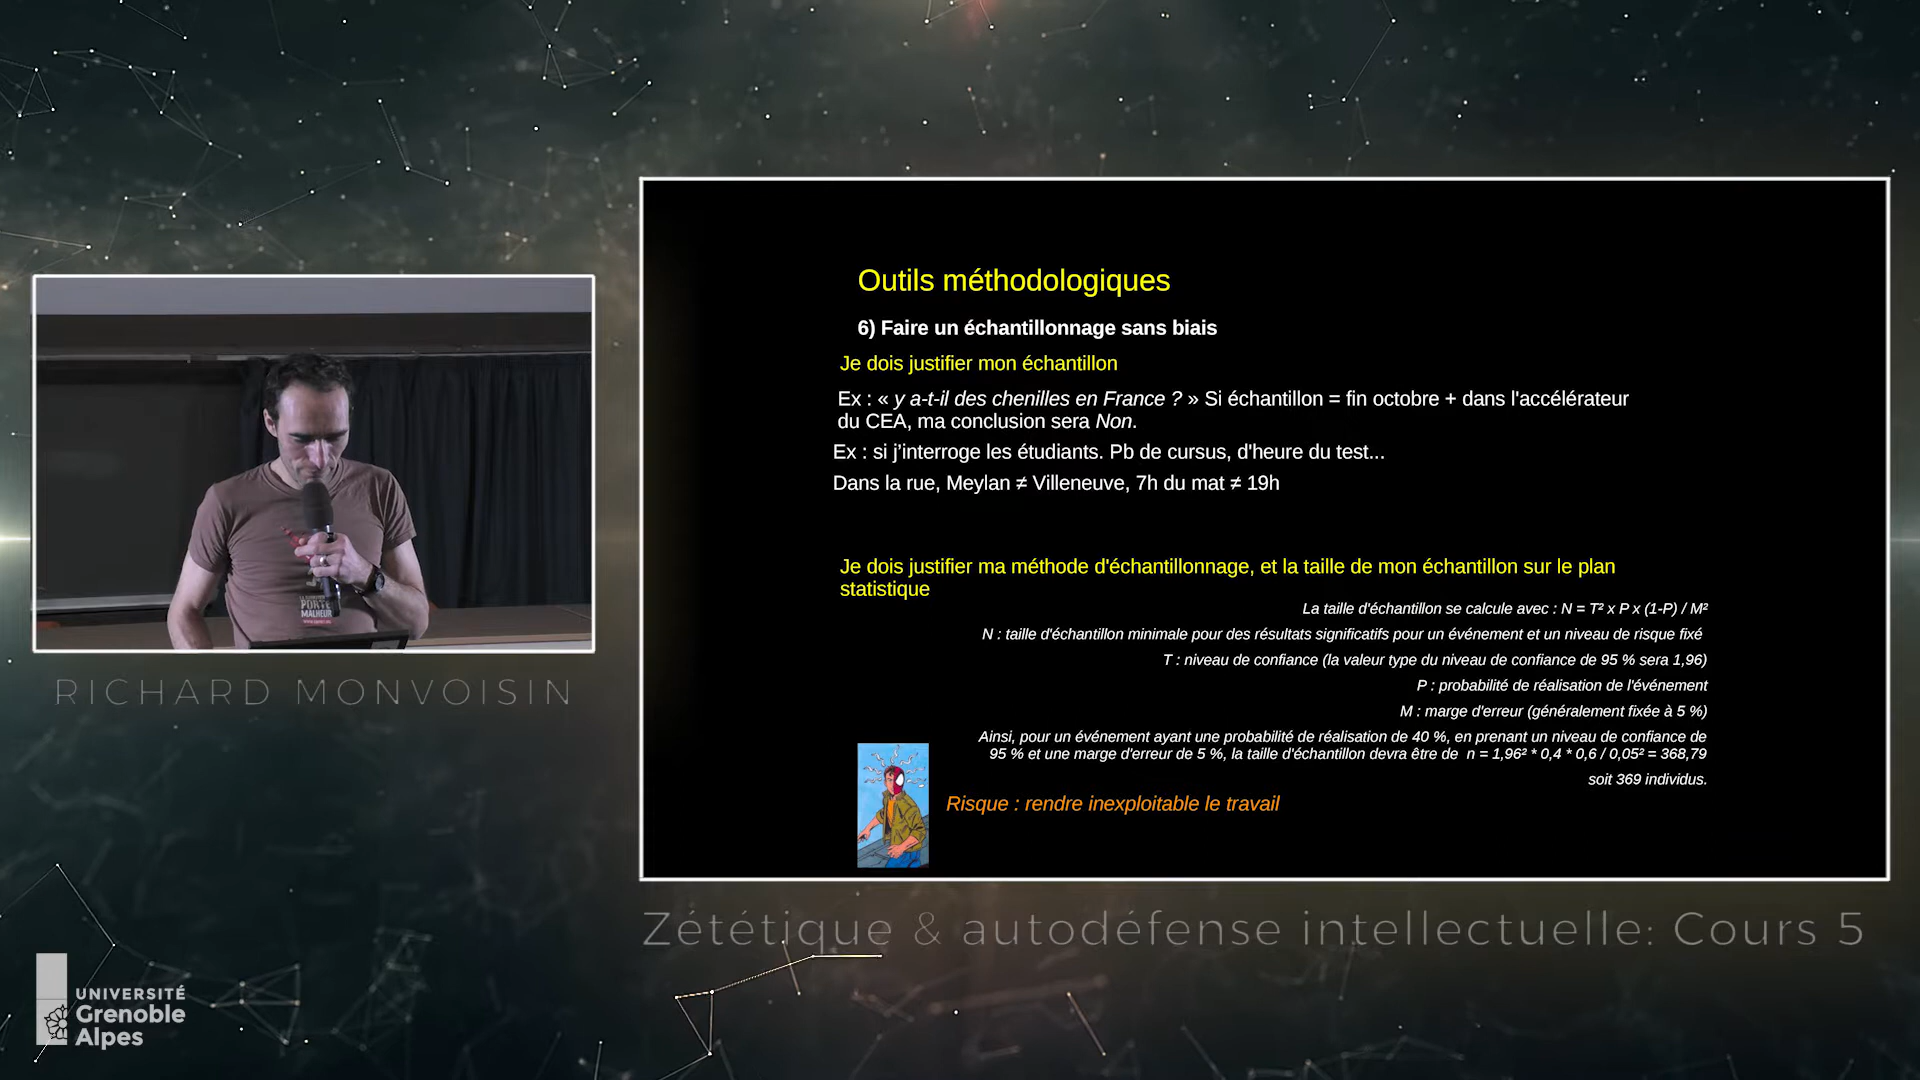 Outils méthodologiques
6) Faire un échantillonnage sans biais
Je dois justifier mon échantillon
Ex : « y a-t-il des chenilles en France ? » Si échantillon = fin octobre + dans l'accélérateur
du CEA, ma conclusion sera Non.
Ex : si j’interroge les étudiants. Pb de cursus, d'heure du test...
Dans la rue, Meylan ≠ Villeneuve, 7h du mat ≠ 19h
Je dois justifier ma méthode d'échantillonnage, et la taille de mon échantillon sur le plan
statistique
La taille d'échantillon se calcule avec : N = T² x P x (1-P) / M²
N : taille d'échantillon minimale pour des résultats significatifs pour un événement et un niveau de risque fixé
T : niveau de confiance (la valeur type du niveau de confiance de 95 % sera 1,96)
P : probabilité de réalisation de l'événement
M : marge d'erreur (généralement fixée à 5 %)
Ainsi, pour un événement ayant une probabilité de réalisation de 40 %, en prenant un niveau de confiance de
95 % et une marge d'erreur de 5 %, la taille d'échantillon devra être de n = 1,96² * 0,4 * 0,6 / 0,05² = 368,79
soit 369 individus.
Risque : rendre inexploitable le travail
PORTE
MALHEUR
RICHARD MONVOISIN
Zététique & autodéfense intellectuelle: Cours 5
UNIVERSITÉ
Grenoble
Alpes